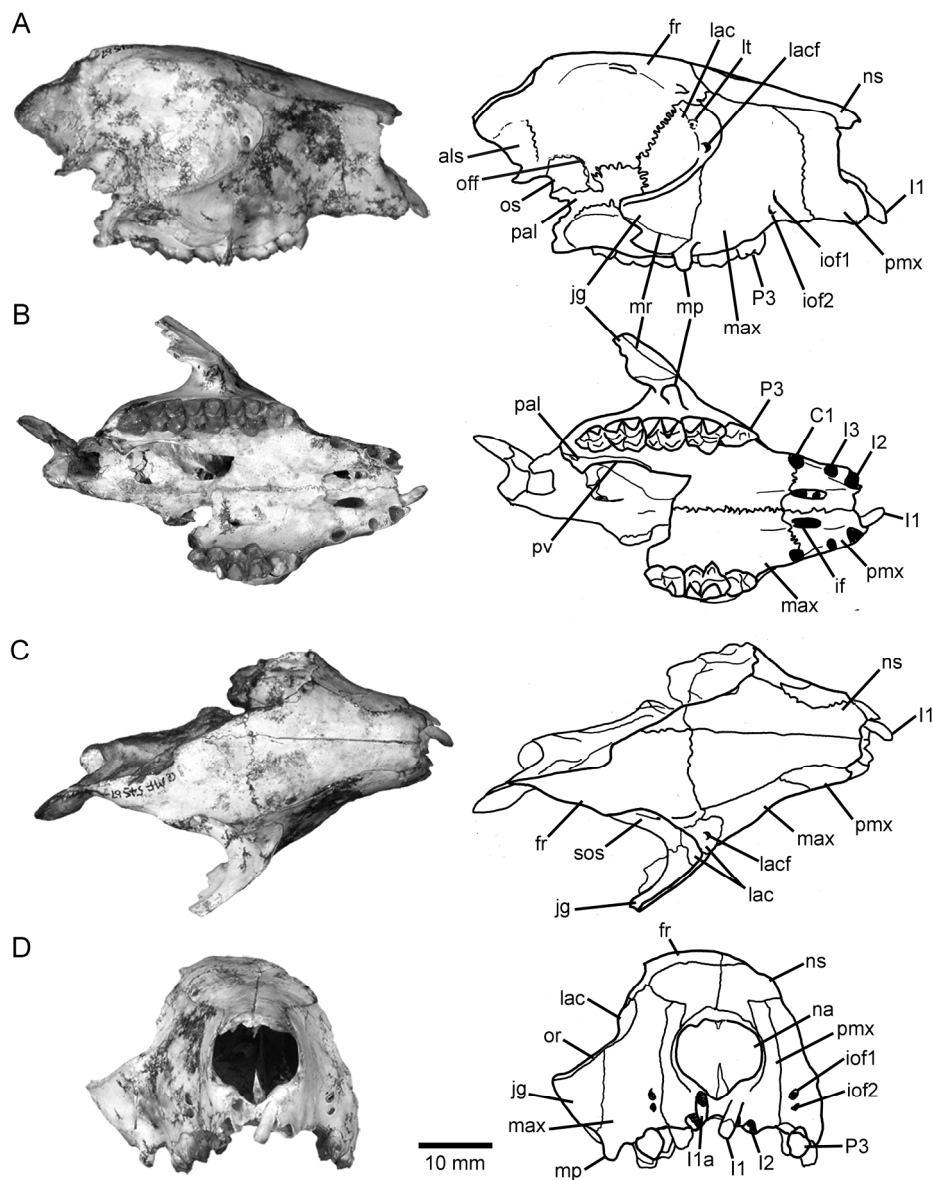 A
fr
lac
lt
lacf
ns
als
off
os
pal
I1
pmx
iof1
iof2
P3
max
jg
mr
mp
B
P3
pal
C1
I3
I2
I1
pv
if
pmx
max
C
QMF54567
ns
I1
pmx
max
fr
sos
lacf
lac
jg
D
fr
ns
lac
na
or
pmx
iof1
jg
iof2
max
P3
mp
I1a
I1
I2
10 mm